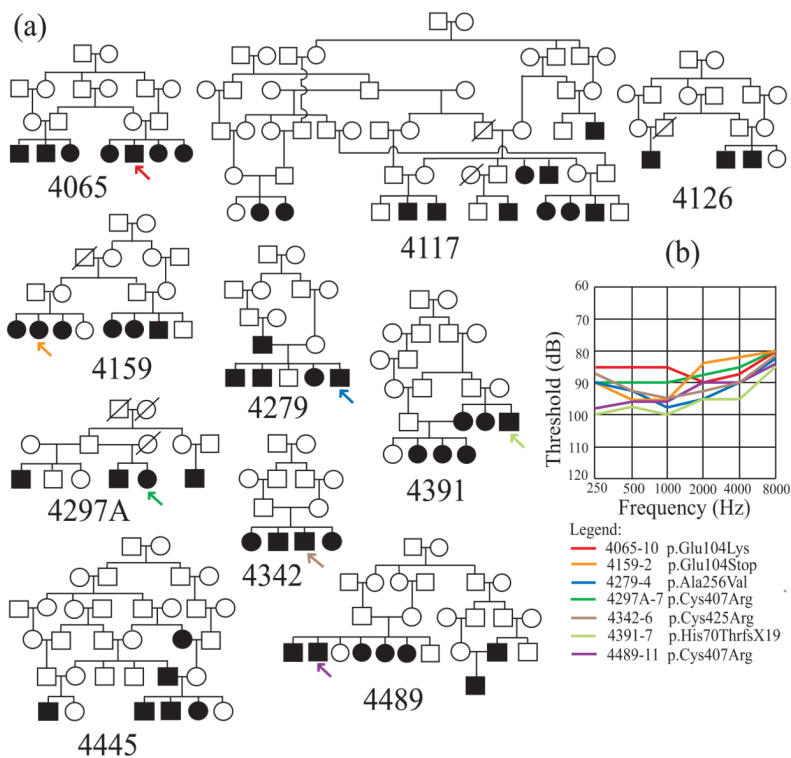 (a)
4065
4117
4126
4159
4279
4391
4297A
4342
4445
4489
(b)
60
70
80
90
100
110
120
Threshold (dB)
250 500 1000 2000 4000 8000
Frequency (Hz)
Legend:
4065-10 p.Glu104Lys
4159-2 p.Glu104Stop
4279-4 p.Ala256Val
4297A-7 p.Cys407Arg
4342-6 p.Cys425Arg
4391-7 p.His70ThrfsX19
4489-11 p.Cys407Arg